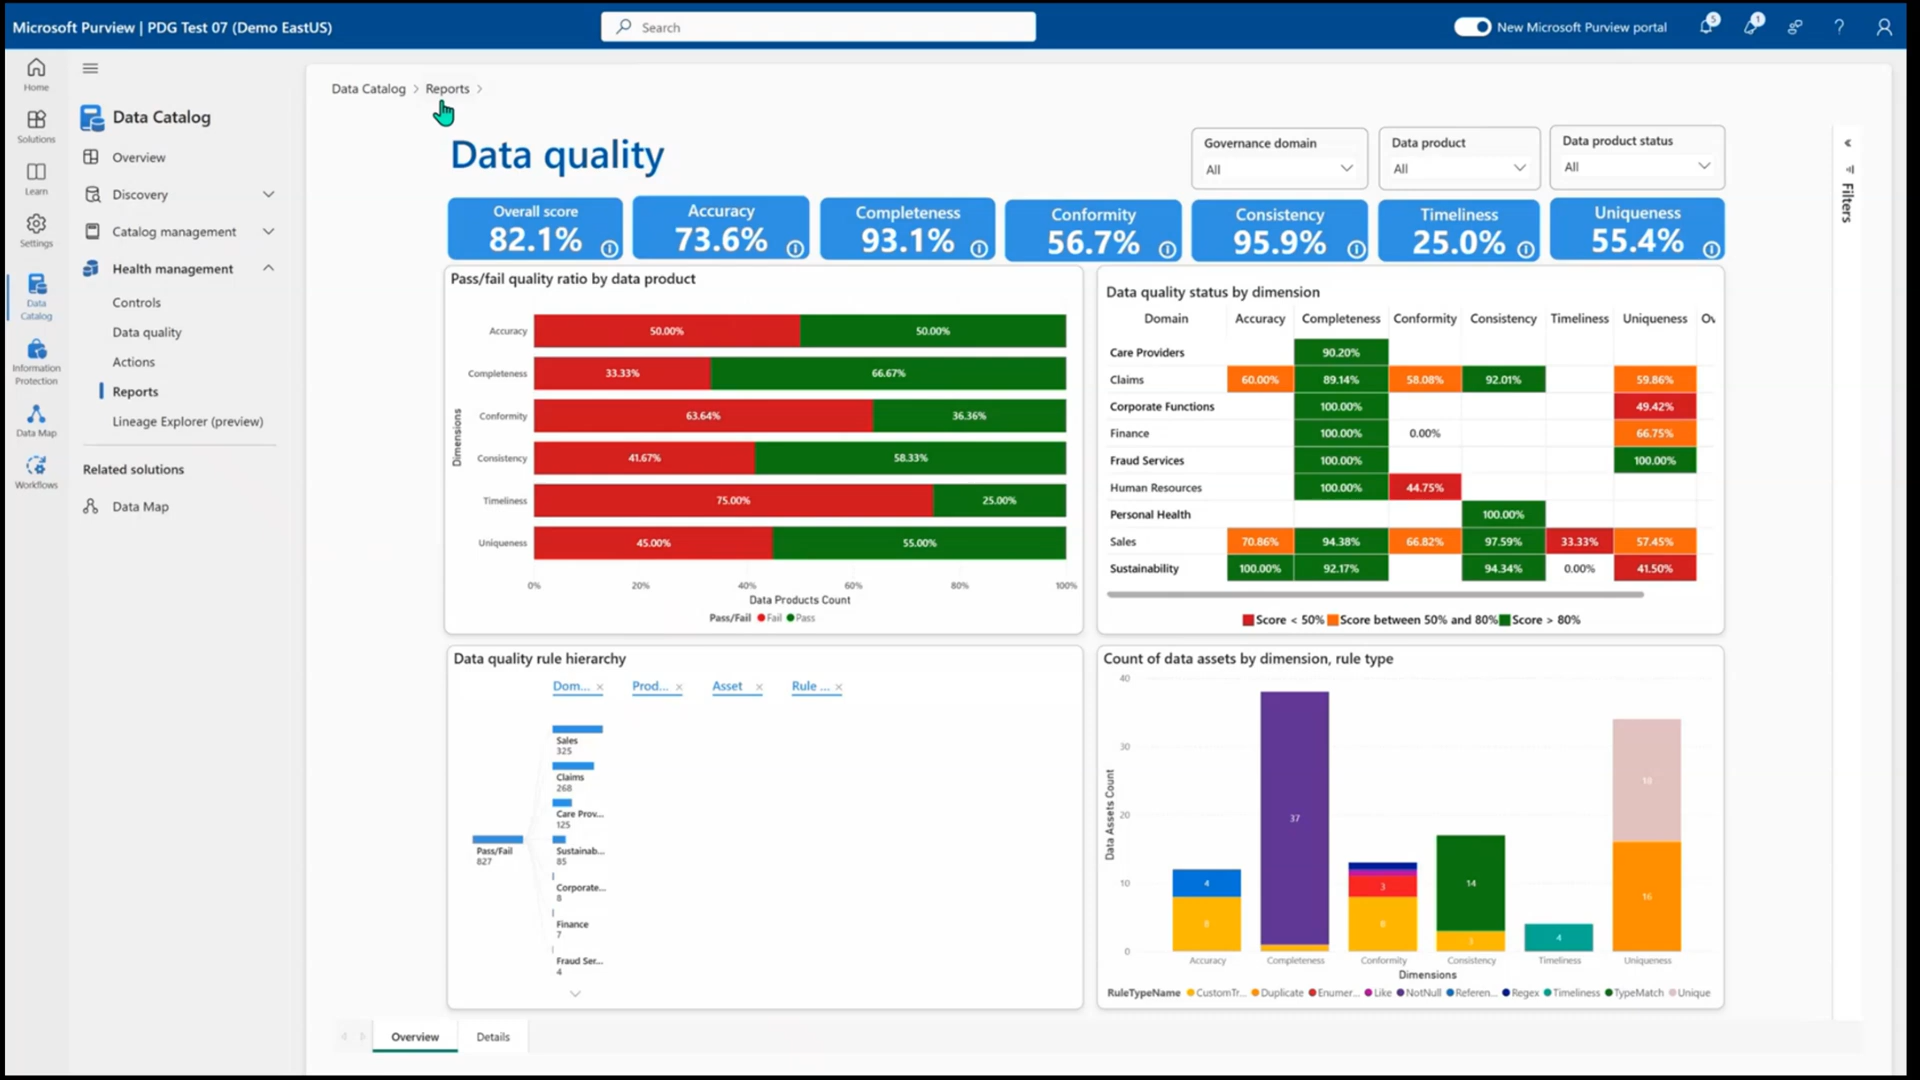 Microsoft Purview | PDG Test 07 (Demo EastUS)
Search
New Microsoft Purview portal
5
1
Home
Solutions
Learn
Settings
Data
Catalog
Information
Protection
Data Map
Workflows
Data Catalog
Overview
Discovery
Catalog management
Health management
Controls
Data quality
Actions
Reports
Lineage Explorer (preview)
Related solutions
Data Map
Data Catalog > Reports >
Data quality
Governance domain
All
Data product
All
Data product status
All
Filters
Overall score
82.1%
Accuracy
73.6%
Completeness
93.1%
Conformity
56.7%
Consistency
95.9%
Timeliness
25.0%
Uniqueness
55.4%
Pass/fail quality ratio by data product
Dimensions
Accuracy 50.00% 50.00%
Completeness 33.33% 66.67%
Conformity 63.64% 36.36%
Consistency 41.67% 58.33%
Timeliness 75.00% 25.00%
Uniqueness 45.00% 55.00%
0% 20% 40% 60% 80% 100%
Data Products Count
Pass/Fail Fail Pass
Data quality status by dimension
Domain Accuracy Completeness Conformity Consistency Timeliness Uniqueness Ov
Care Providers 90.20%
Claims 60.00% 89.14% 58.08% 92.01% 59.86%
Corporate Functions 100.00% 49.42%
Finance 100.00% 0.00% 66.75%
Fraud Services 100.00% 100.00%
Human Resources 100.00% 44.75%
Personal Health 100.00%
Sales 70.86% 94.38% 66.82% 97.59% 33.33% 57.45%
Sustainability 100.00% 92.17% 94.34% 0.00% 41.50%
Score < 50% Score between 50% and 80% Score > 80%
Data quality rule hierarchy
Dom... Prod... Asset Rule ...
Pass/Fail
827
Sales
325
Claims
268
Care Prov...
125
Sustainab...
85
Corporate...
8
Finance
7
Fraud Ser...
4
Count of data assets by dimension, rule type
Data Assets Count
40
30
20
10
0
4
8
37
3
8
14
3
4
18
16
Accuracy Completeness Conformity Consistency Timeliness Uniqueness
Dimensions
RuleTypeName CustomTr... Duplicate Enumer... Like NotNull Referen... Regex Timeliness TypeMatch Unique
Overview
Details